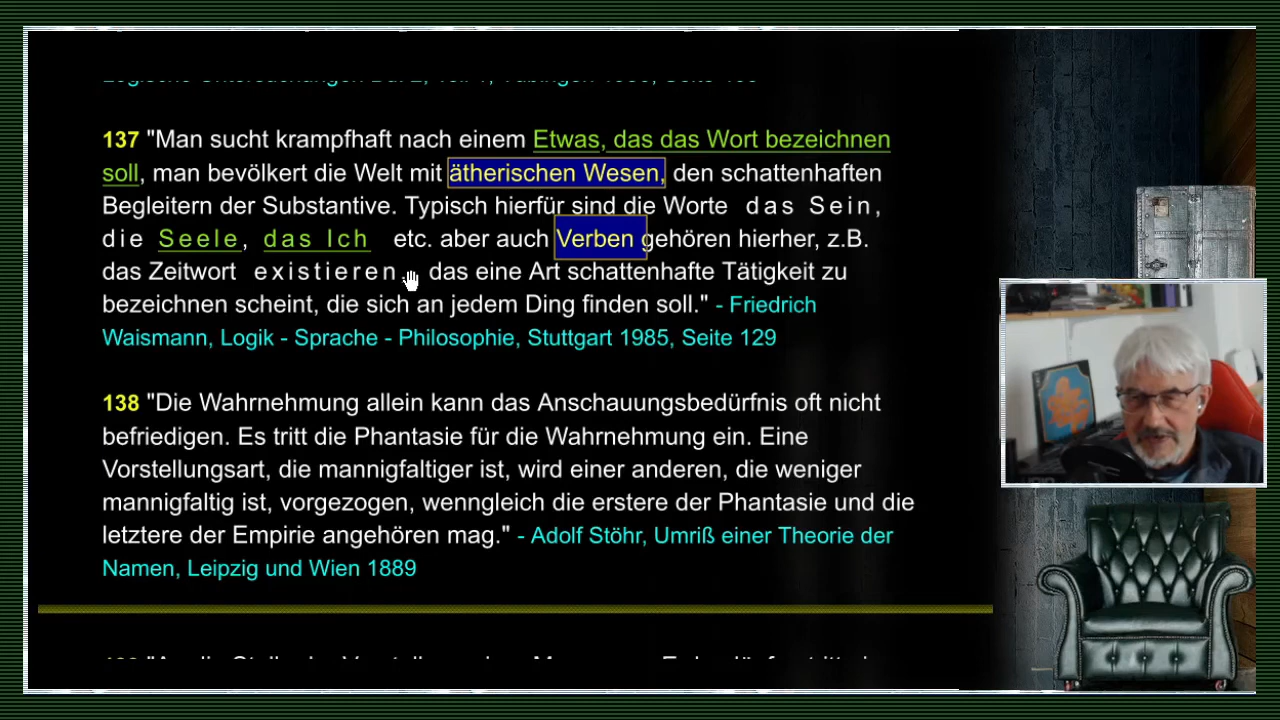 137 "Man sucht krampfhaft nach einem Etwas, das das Wort bezeichnen
soll, man bevölkert die Welt mit ätherischen Wesen, den schattenhaften
Begleitern der Substantive. Typisch hierfür sind die Worte das Sein,
die Seele, das Ich etc. aber auch Verben gehören hierher, z.B.
das Zeitwort existieren, das eine Art schattenhafte Tätigkeit zu
bezeichnen scheint, die sich an jedem Ding finden soll." - Friedrich
Waismann, Logik - Sprache - Philosophie, Stuttgart 1985, Seite 129
138 "Die Wahrnehmung allein kann das Anschauungsbedürfnis oft nicht
befriedigen. Es tritt die Phantasie für die Wahrnehmung ein. Eine
Vorstellungsart, die mannigfaltiger ist, wird einer anderen, die weniger
mannigfaltig ist, vorgezogen, wenngleich die erstere der Phantasie und die
letztere der Empirie angehören mag." - Adolf Stöhr, Umriß einer Theorie der
Namen, Leipzig und Wien 1889